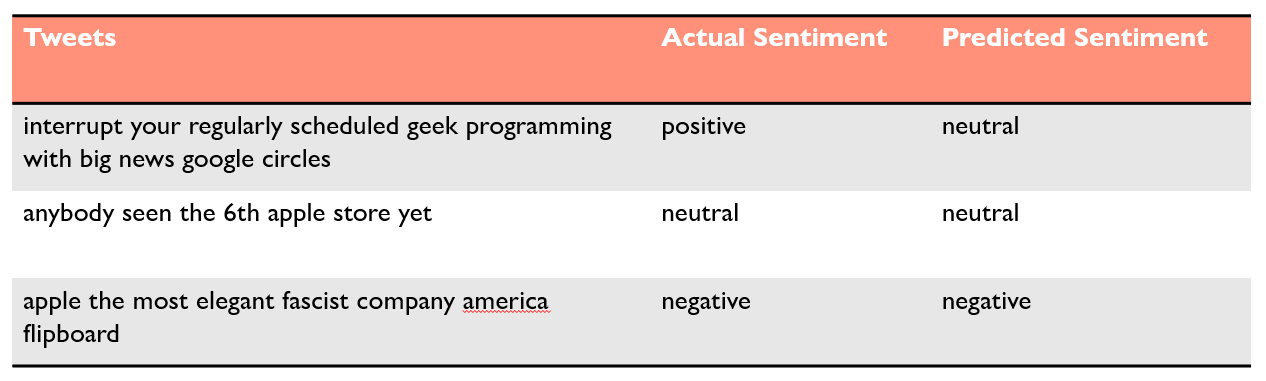 Tweets Actual Sentiment Predicted Sentiment
interrupt your regularly scheduled geek programming positive neutral
with big news google circles
anybody seen the 6th apple store yet neutral neutral
apple the most elegant fascist company america negative negative
flipboard